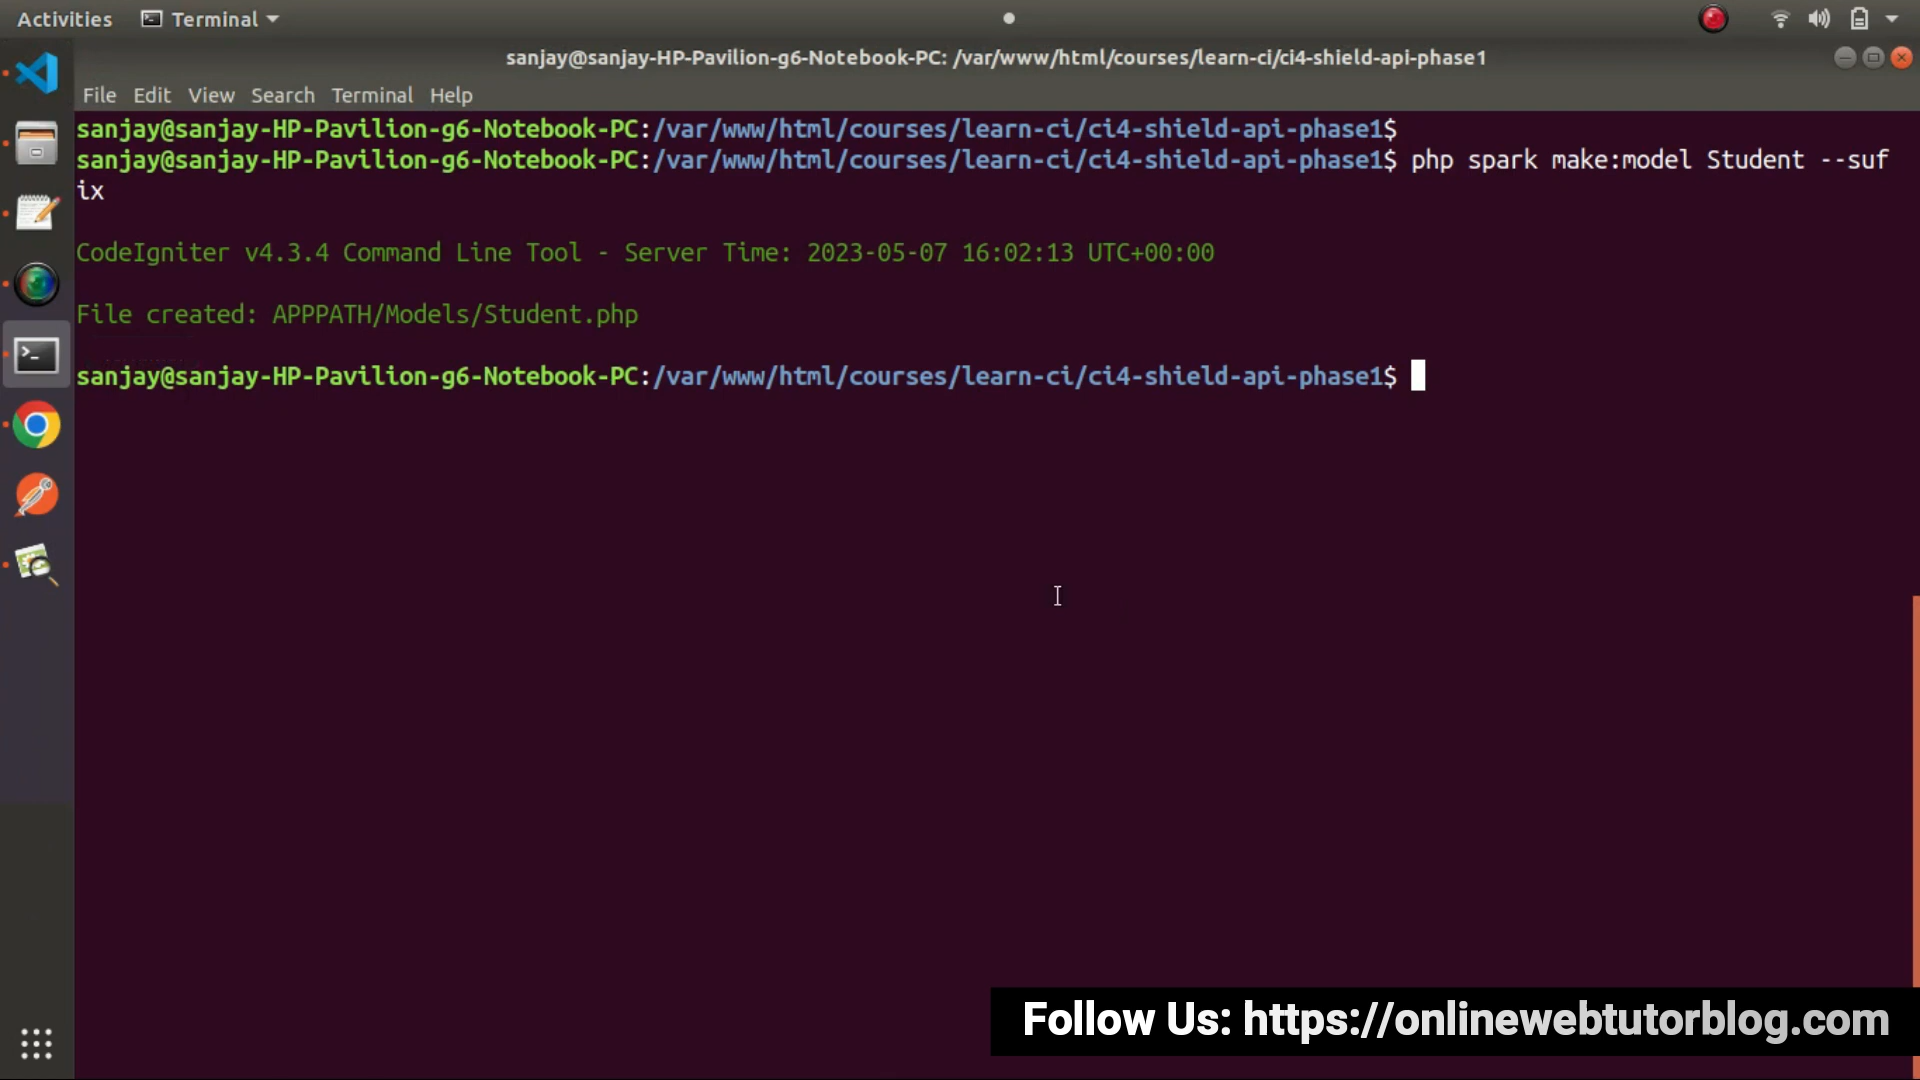 Activities Terminal
sanjay@sanjay-HP-Pavilion-g6-Notebook-PC: /var/www/html/courses/learn-ci/ci4-shield-api-phase1
File Edit View Search Terminal Help
sanjay@sanjay-HP-Pavilion-g6-Notebook-PC:/var/www/html/courses/learn-ci/ci4-shield-api-phase1$
sanjay@sanjay-HP-Pavilion-g6-Notebook-PC:/var/www/html/courses/learn-ci/ci4-shield-api-phase1$ php spark make:model Student --suf
ix
CodeIgniter v4.3.4 Command Line Tool - Server Time: 2023-05-07 16:02:13 UTC+00:00
File created: APPPATH/Models/Student.php
sanjay@sanjay-HP-Pavilion-g6-Notebook-PC:/var/www/html/courses/learn-ci/ci4-shield-api-phase1$
Follow Us: https://onlinewebtutorblog.com